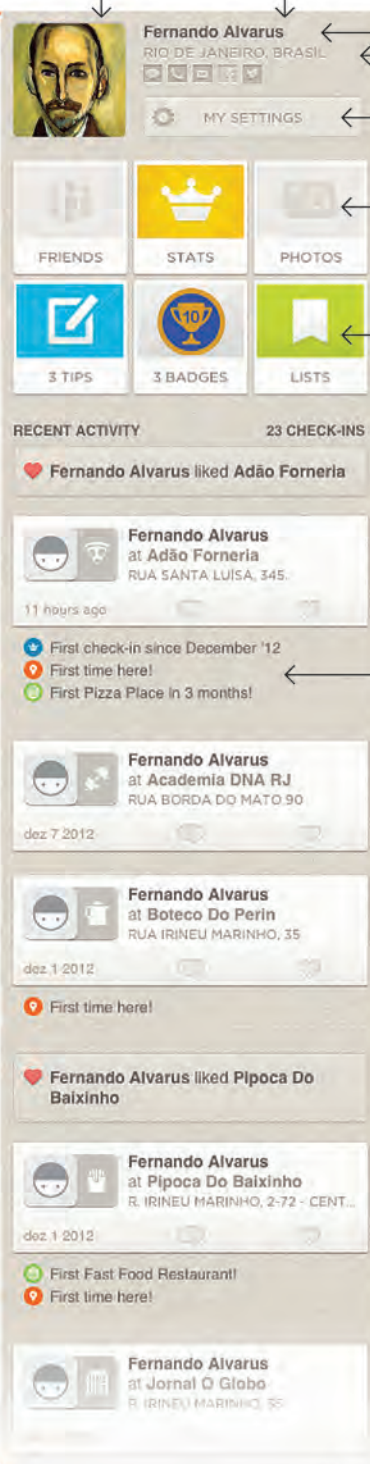 Fernando Alvarus
RIO DE JANEIRO, BRASIL
MY SETTINGS
FRIENDS
STATS
PHOTOS
10
3 TIPS
3 BADGES
LISTS
RECENT ACTIVITY
23 CHECK-INS
Fernando Alvarus liked Adão Forneria
Fernando Alvarus
at Adão Forneria
RUA SANTA LUÍSA, 345.
11 hours ago
First check-in since December '12
First time here!
First Pizza Place in 3 months!
Fernando Alvarus
at Academia DNA RJ
RUA BORDA DO MATO 90
dez 7 2012
Fernando Alvarus
at Boteco Do Perin
RUA IRINEU MARINHO, 35
dez 1 2012
First time here!
Fernando Alvarus liked Pipoca Do
Baixinho
Fernando Alvarus
at Pipoca Do Baixinho
R. IRINEU MARINHO, 2-72 - CENT...
dez 1 2012
First Fast Food Restaurant!
First time here!
Fernando Alvarus
at Jornal O Globo
R. IRINEU MARINHO, 35